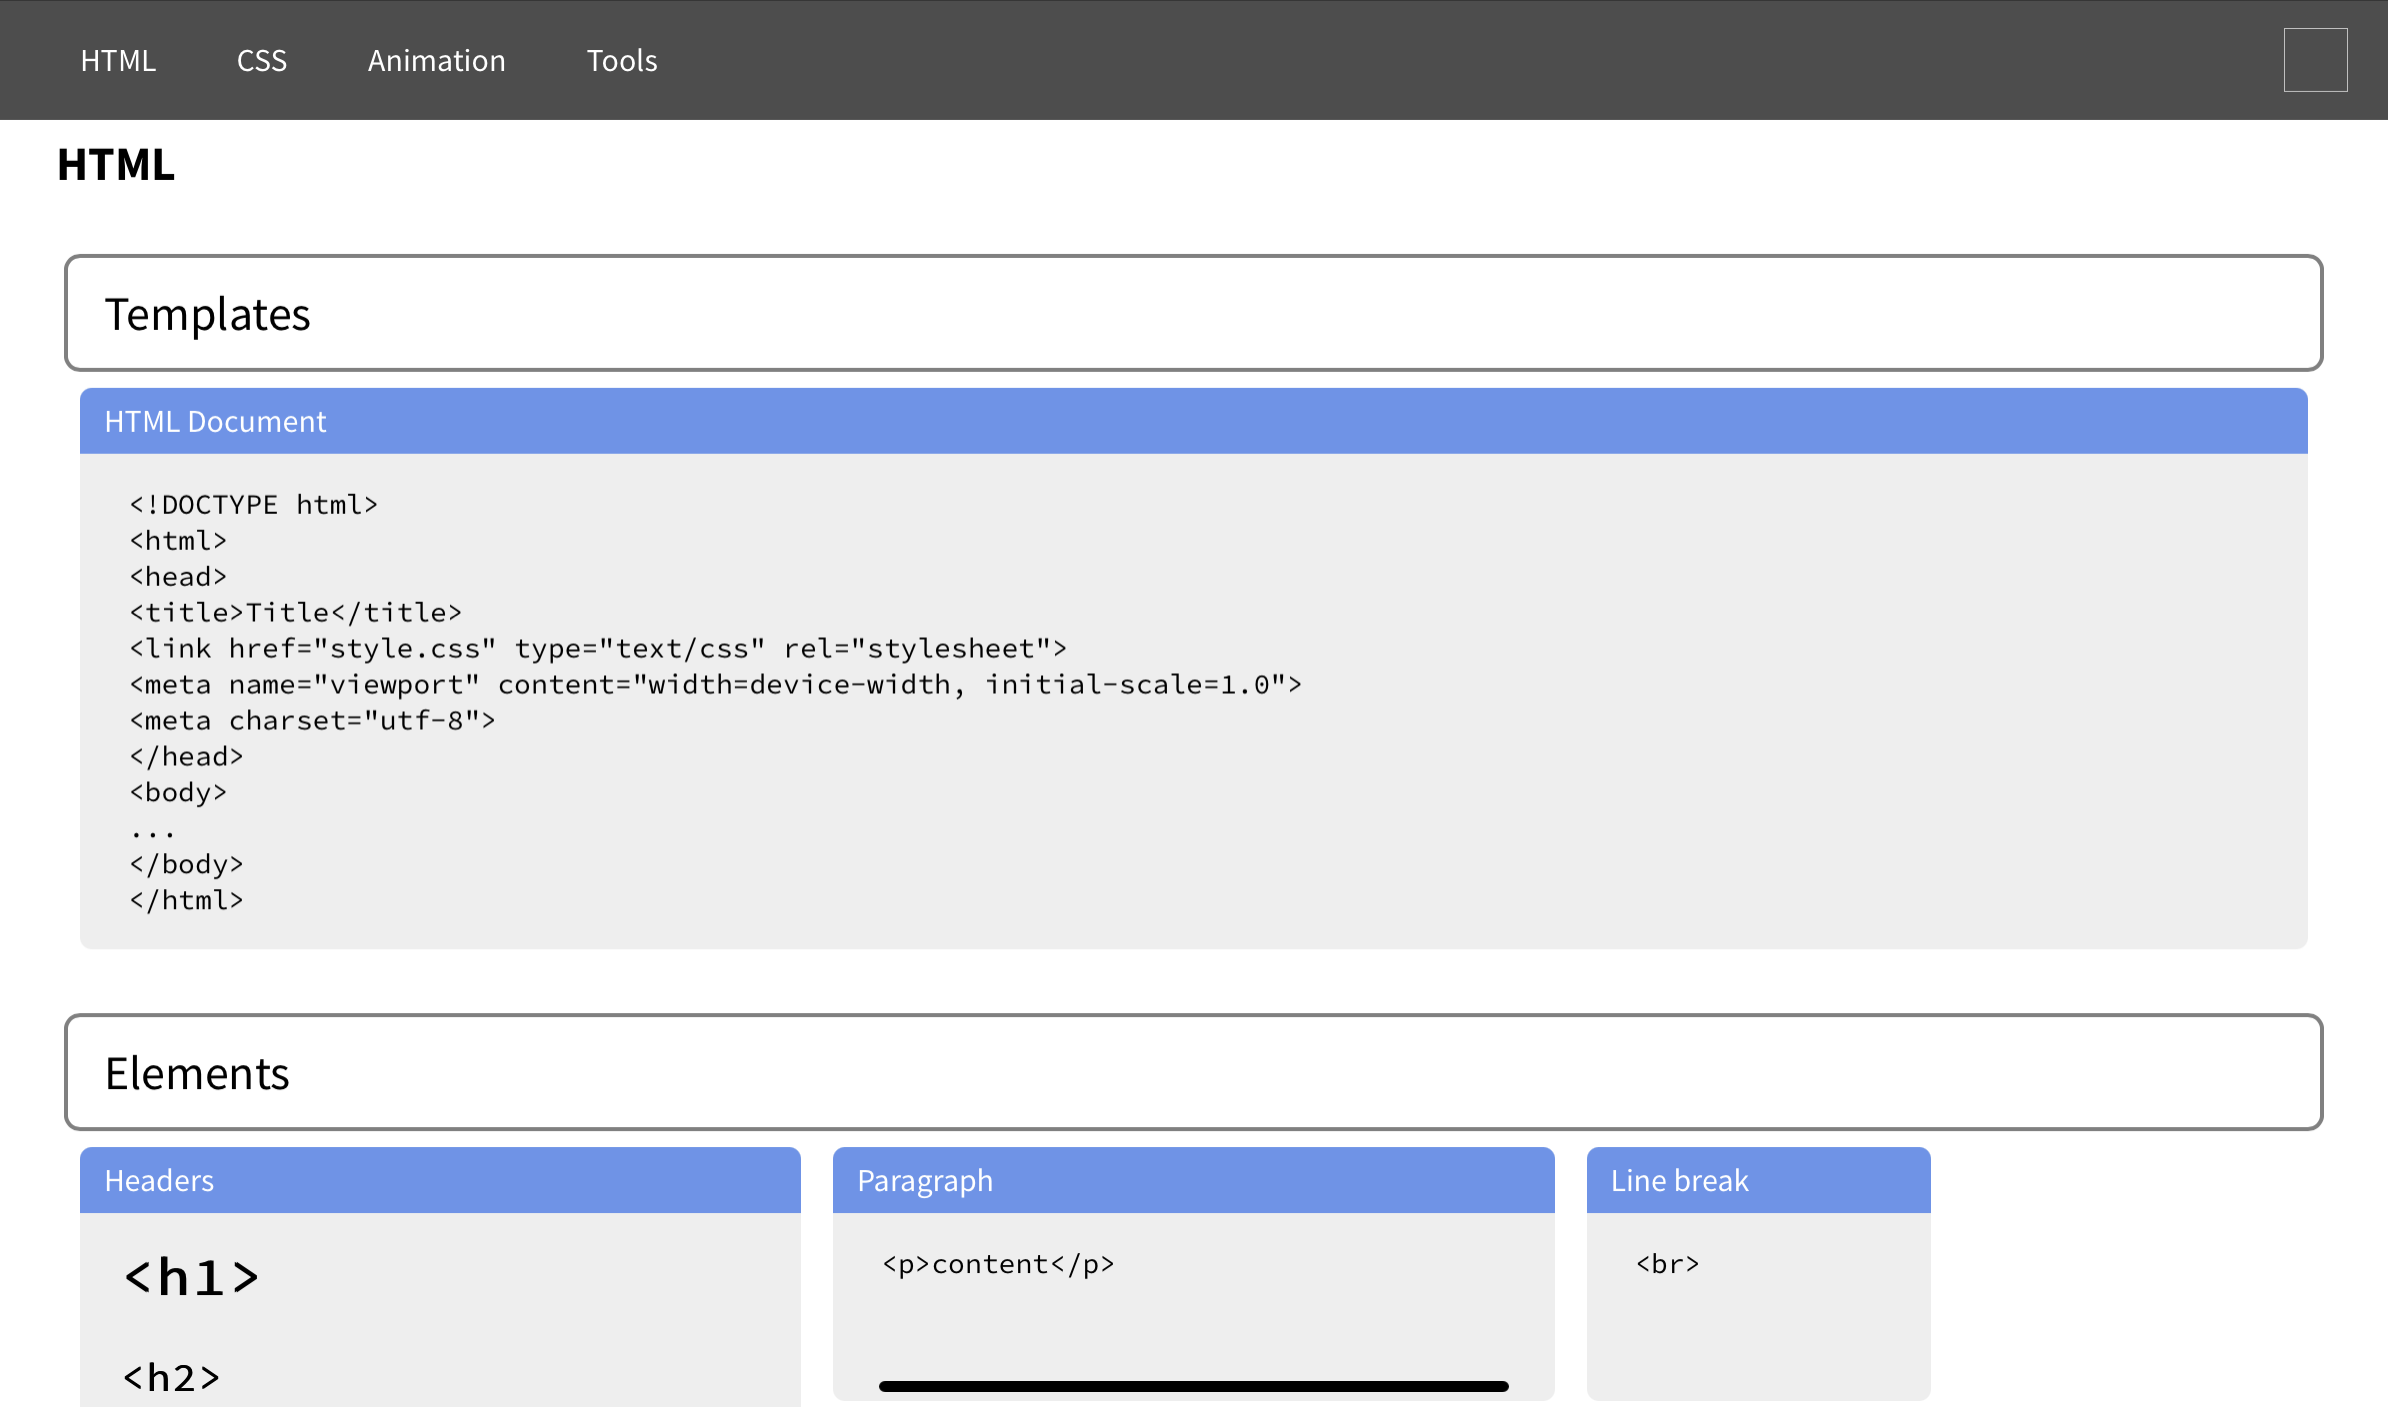 HTML CSS Animation Tools
HTML
Templates
HTML Document
<!DOCTYPE html>
<html>
<head>
<title>Title</title>
<link href="style.css" type="text/css" rel="stylesheet">
<meta name="viewport" content="width=device-width, initial-scale=1.0">
<meta charset="utf-8">
</head>
<body>
...
</body>
</html>
Elements
Headers
<h1>
<h2>
Paragraph
<p>content</p>
Line break
<br>